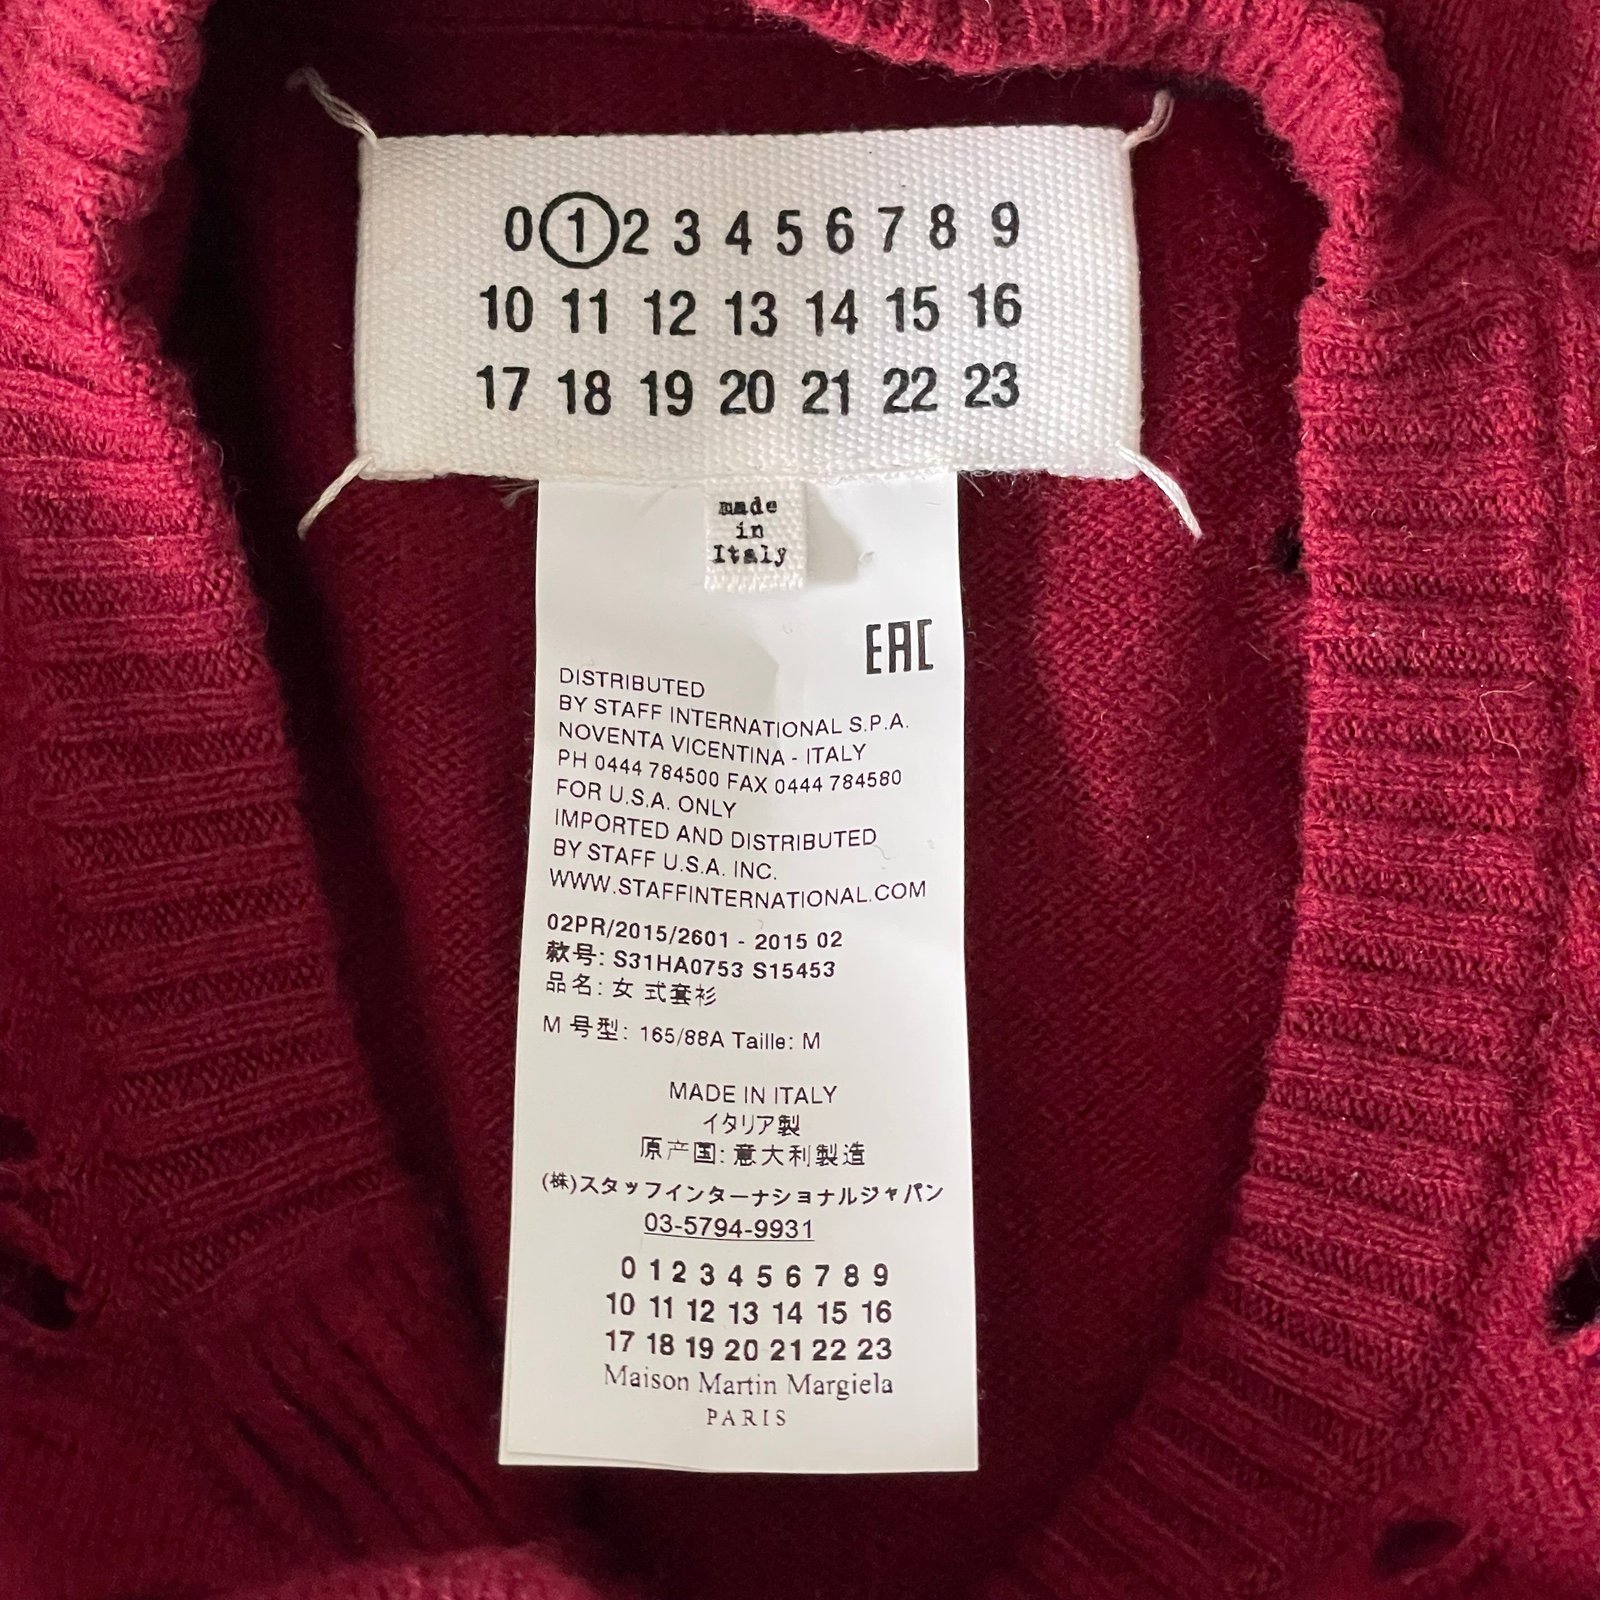 0 1 2 3 4 5 6 7 8 9
10 11 12 13 14 15 16
17 18 19 20 21 22 23
made
in
Italy
EAC
DISTRIBUTED
BY STAFF INTERNATIONAL S.P.A.
NOVENTA VICENTINA - ITALY
PH 0444 784500 FAX 0444 784580
FOR U.S.A. ONLY
IMPORTED AND DISTRIBUTED
BY STAFF U.S.A. INC.
WWW.STAFFINTERNATIONAL.COM
02PR/2015/2601 - 2015 02
款号: S31HA0753 S15453
品名: 女 式套衫
M 号型: 165/88A Taille: M
MADE IN ITALY
イタリア製
原产国: 意大利製造
(株)スタッフインターナショナルジャパン
03-5794-9931
0 1 2 3 4 5 6 7 8 9
10 11 12 13 14 15 16
17 18 19 20 21 22 23
Maison Martin Margiela
PARIS